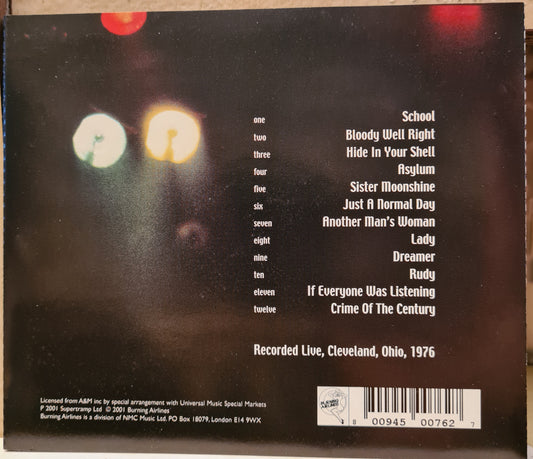 one School
two Bloody Well Right
three Hide In Your Shell
four Asylum
five Sister Moonshine
six Just A Normal Day
seven Another Man's Woman
eight Lady
nine Dreamer
ten Rudy
eleven If Everyone Was Listening
twelve Crime Of The Century
Recorded Live, Cleveland, Ohio, 1976
Licensed from A&M inc by special arrangement with Universal Music Special Markets
℗ 2001 Supertramp Ltd © 2001 Burning Airlines
Burning Airlines is a division of NMC Music Ltd. PO Box 18079, London E14 9WX
BURNING AIRLINES
8 00945 00762 7